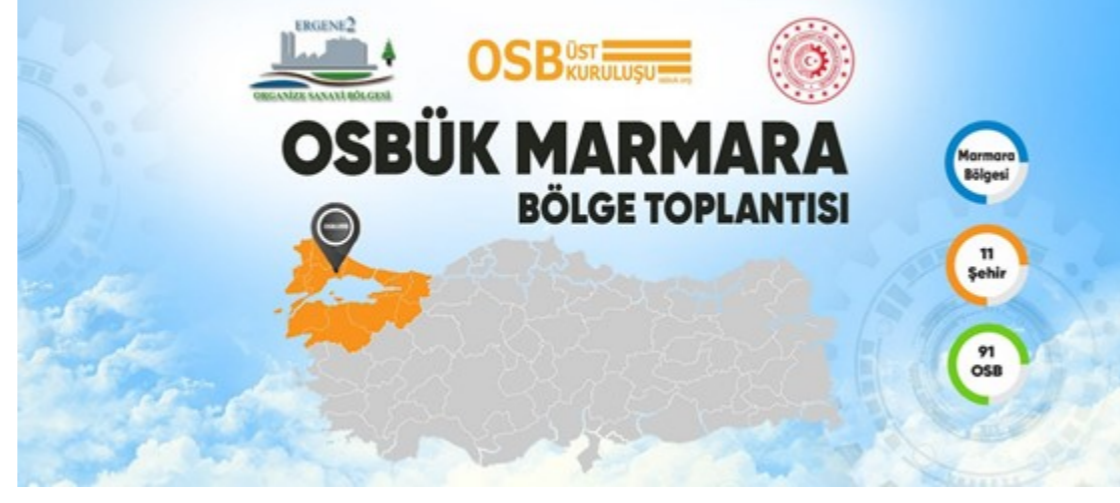 ERGENE2
ORGANİZE SANAYİ BÖLGESİ
OSB ÜST
KURULUŞU
OSBÜK MARMARA
BÖLGE TOPLANTISI
Marmara
Bölgesi
11
Şehir
91
OSB